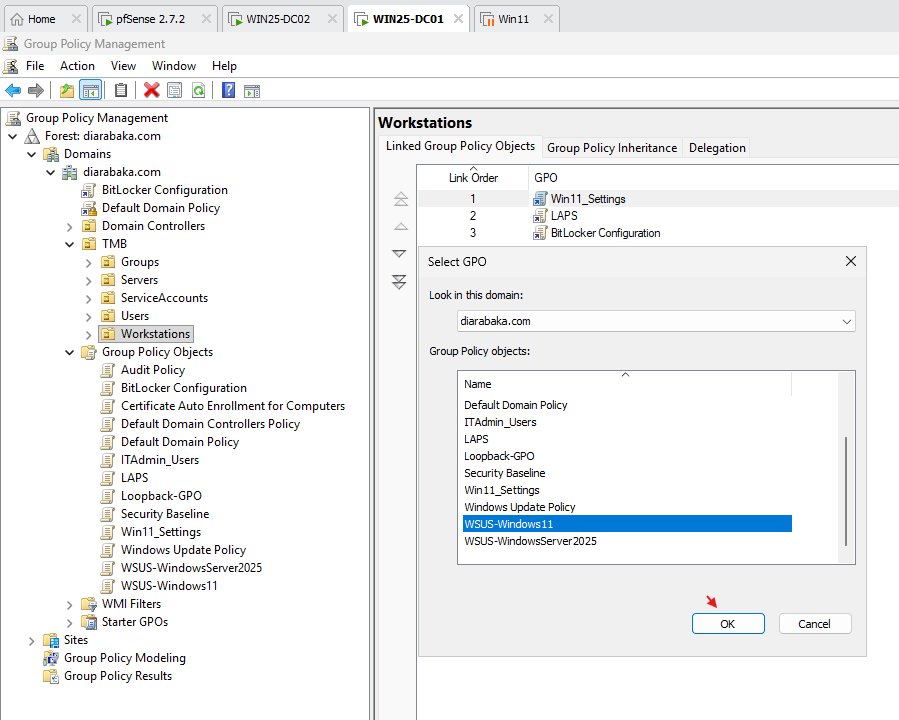 Home
pfSense 2.7.2
WIN25-DC02
WIN25-DC01
Win11
Group Policy Management
File Action View Window Help
Group Policy Management
Forest: diarabaka.com
Domains
diarabaka.com
BitLocker Configuration
Default Domain Policy
Domain Controllers
TMB
Groups
Servers
ServiceAccounts
Users
Workstations
Group Policy Objects
Audit Policy
BitLocker Configuration
Certificate Auto Enrollment for Computers
Default Domain Controllers Policy
Default Domain Policy
ITAdmin_Users
LAPS
Loopback-GPO
Security Baseline
Win11_Settings
Windows Update Policy
WSUS-WindowsServer2025
WSUS-Windows11
WMI Filters
Starter GPOs
Sites
Group Policy Modeling
Group Policy Results
Workstations
Linked Group Policy Objects Group Policy Inheritance Delegation
Link Order GPO
1 Win11_Settings
2 LAPS
3 BitLocker Configuration
Select GPO
Look in this domain:
diarabaka.com
Group Policy objects:
Name
Default Domain Policy
ITAdmin_Users
LAPS
Loopback-GPO
Security Baseline
Win11_Settings
Windows Update Policy
WSUS-Windows11
WSUS-WindowsServer2025
OK Cancel